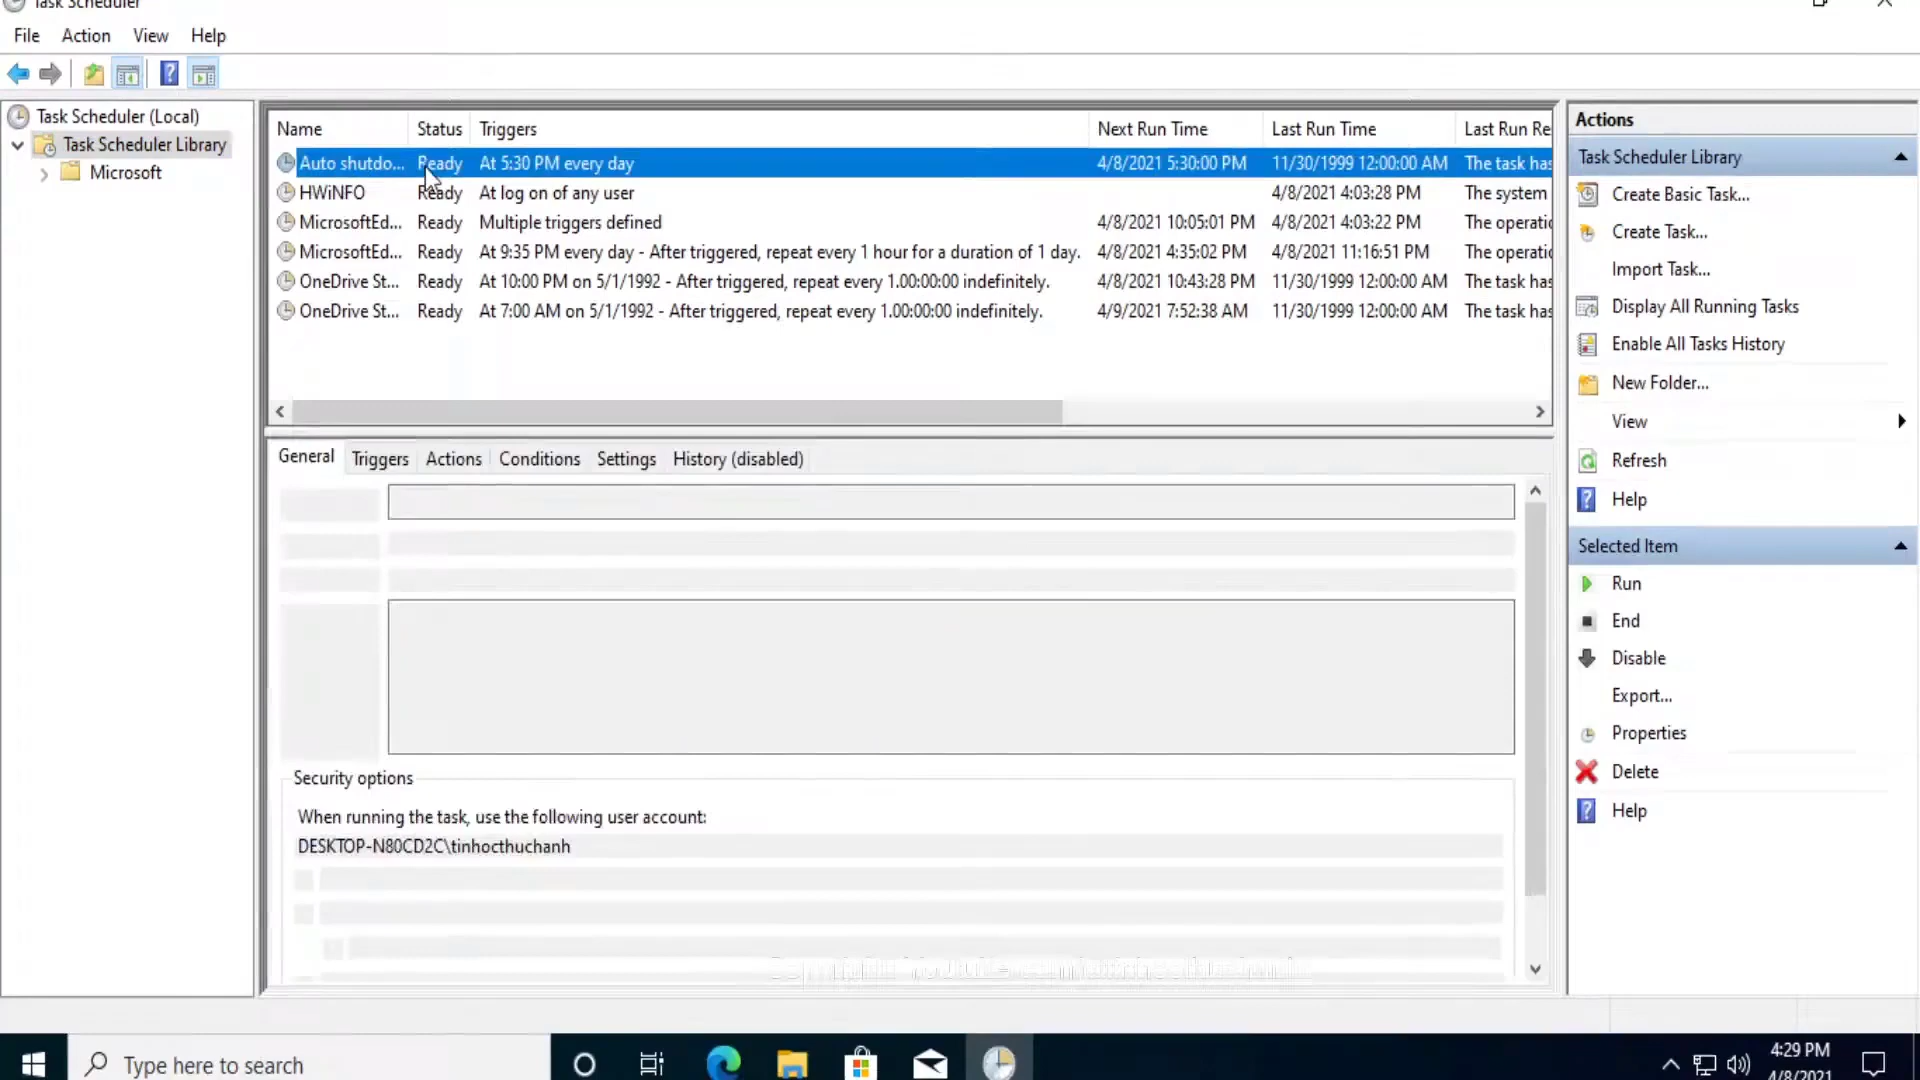 Task Scheduler
File Action View Help
Task Scheduler (Local)
Task Scheduler Library
Microsoft
Name Status Triggers Next Run Time Last Run Time Last Run Re
Auto shutdo... Ready At 5:30 PM every day 4/8/2021 5:30:00 PM 11/30/1999 12:00:00 AM The task has
HWiNFO Ready At log on of any user 4/8/2021 4:03:28 PM The system
MicrosoftEd... Ready Multiple triggers defined 4/8/2021 10:05:01 PM 4/8/2021 4:03:22 PM The operatio
MicrosoftEd... Ready At 9:35 PM every day - After triggered, repeat every 1 hour for a duration of 1 day. 4/8/2021 4:35:02 PM 4/8/2021 11:16:51 PM The operatio
OneDrive St... Ready At 10:00 PM on 5/1/1992 - After triggered, repeat every 1.00:00:00 indefinitely. 4/8/2021 10:43:28 PM 11/30/1999 12:00:00 AM The task has
OneDrive St... Ready At 7:00 AM on 5/1/1992 - After triggered, repeat every 1.00:00:00 indefinitely. 4/9/2021 7:52:38 AM 11/30/1999 12:00:00 AM The task has
General Triggers Actions Conditions Settings History (disabled)
Security options
When running the task, use the following user account:
DESKTOP-N80CD2C\tinhocthuchanh
Actions
Task Scheduler Library
Create Basic Task...
Create Task...
Import Task...
Display All Running Tasks
Enable All Tasks History
New Folder...
View
Refresh
Help
Selected Item
Run
End
Disable
Export...
Properties
Delete
Help
Type here to search
4:29 PM
4/8/2021